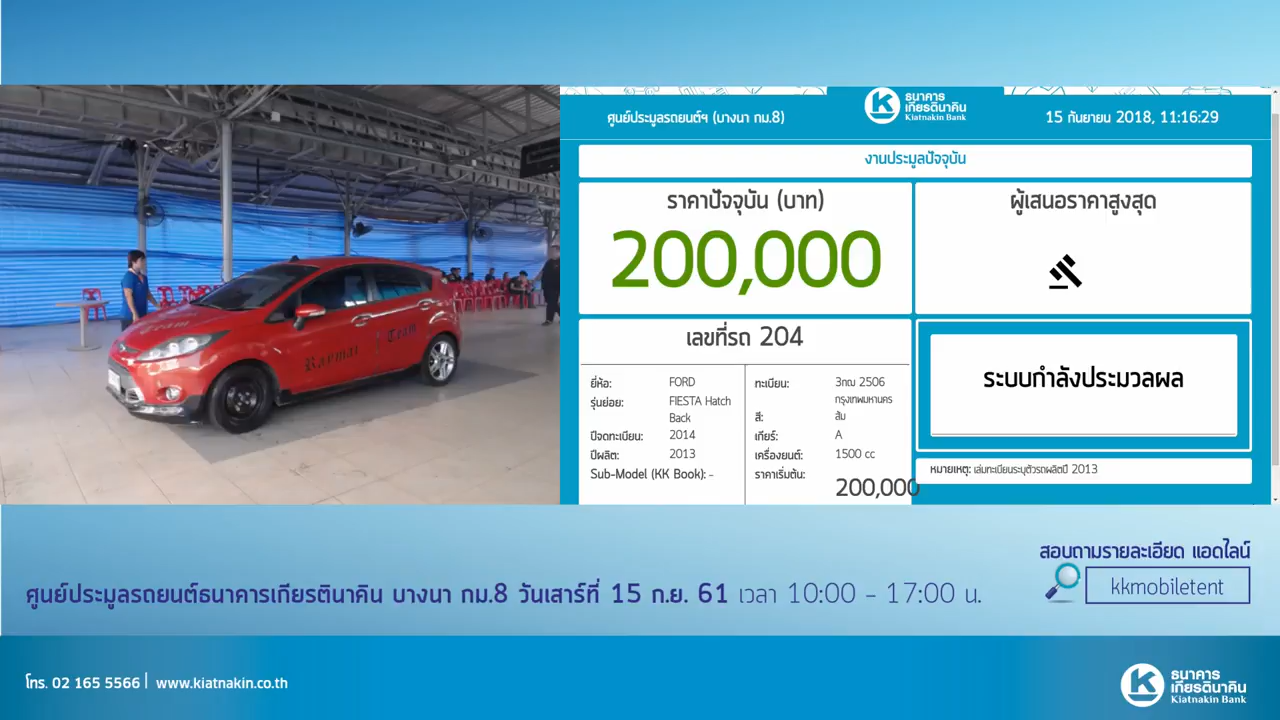 ศูนย์ประมูลรถยนต์ฯ (บางนา กม.8)
ธนาคาร
เกียรตินาคิน
Kiatnakin Bank
15 กันยายน 2018, 11:16:29
งานประมูลปัจจุบัน
ราคาปัจจุบัน (บาท)
200,000
ผู้เสนอราคาสูงสุด
เลขที่รถ 204
ยี่ห้อ: FORD
รุ่นย่อย: FIESTA Hatch
Back
ปีจดทะเบียน: 2014
ปีผลิต: 2013
Sub-Model (KK Book): -
ทะเบียน: 3กฌ 2506
กรุงเทพมหานคร
สี: ส้ม
เกียร์: A
เครื่องยนต์: 1500 cc
ราคาเริ่มต้น: 200,000
ระบบกำลังประมวลผล
หมายเหตุ: เล่มทะเบียนระบุตัวรถผลิตปี 2013
Team
Team
สอบถามรายละเอียด แอดไลน์
kkmobiletent
ศูนย์ประมูลรถยนต์ธนาคารเกียรตินาคิน บางนา กม.8 วันเสาร์ที่ 15 ก.ย. 61 เวลา 10:00 - 17:00 น.
โทร. 02 165 5566 | www.kiatnakin.co.th
ธนาคาร
เกียรตินาคิน
Kiatnakin Bank